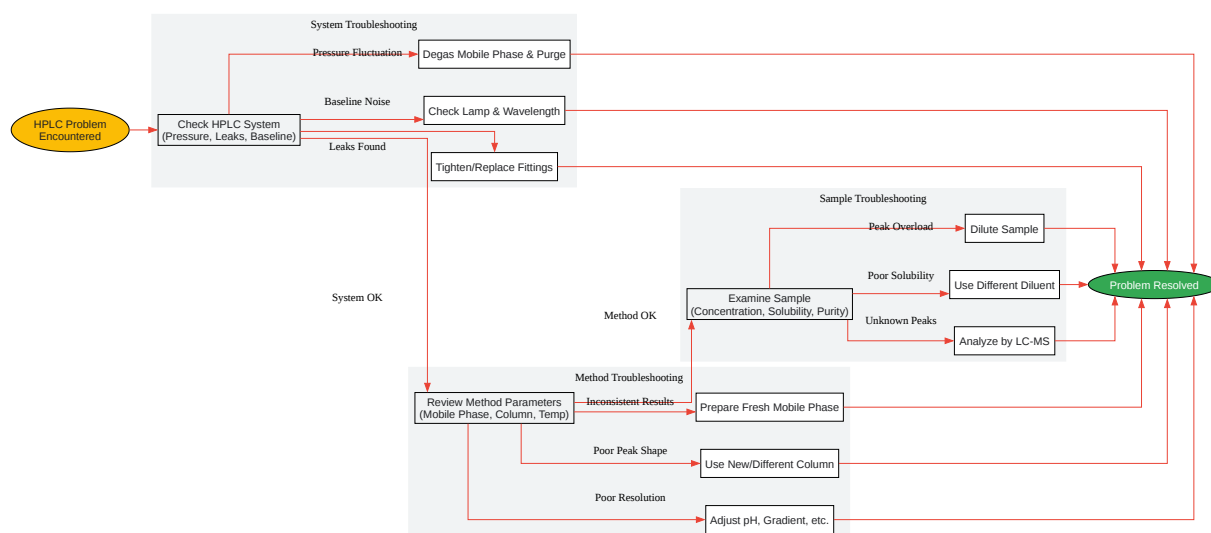 System Troubleshooting
Pressure Fluctuation
Degas Mobile Phase & Purge
Baseline Noise
Check Lamp & Wavelength
HPLC Problem
Encountered
Check HPLC System
(Pressure, Leaks, Baseline)
Leaks Found
Tighten/Replace Fittings
Sample Troubleshooting
Peak Overload
Dilute Sample
Poor Solubility
Use Different Diluent
Problem Resolved
System OK
Examine Sample
(Concentration, Solubility, Purity)
Method OK
Unknown Peaks
Analyze by LC-MS
Method Troubleshooting
Review Method Parameters
(Mobile Phase, Column, Temp)
Inconsistent Results
Prepare Fresh Mobile Phase
Poor Peak Shape
Use New/Different Column
Poor Resolution
Adjust pH, Gradient, etc.